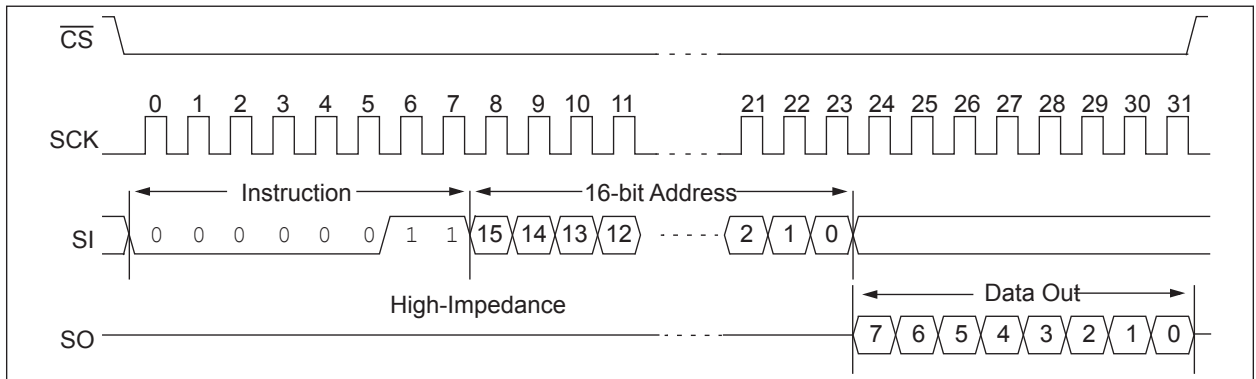 CS
0 1 2 3 4 5 6 7 8 9 10 11 21 22 23 24 25 26 27 28 29 30 31
SCK
Instruction 16-bit Address
SI 0 0 0 0 0 0 1 1 15 14 13 12 2 1 0
High-Impedance Data Out
SO 7 6 5 4 3 2 1 0